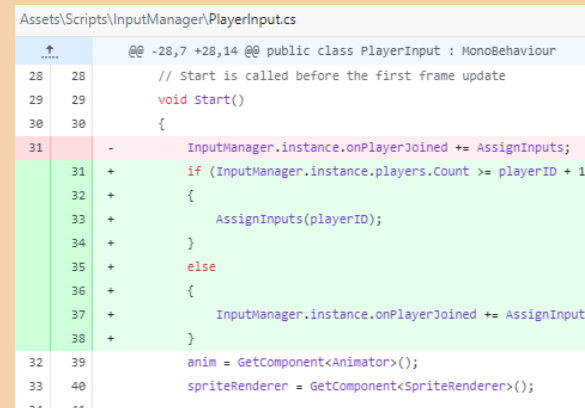 Assets\Scripts\InputManager\PlayerInput.cs
@@ -28,7 +28,14 @@ public class PlayerInput : MonoBehaviour
28 28 // Start is called before the first frame update
29 29 void Start()
30 30 {
31 - InputManager.instance.onPlayerJoined += AssignInputs;
31 + if (InputManager.instance.players.Count >= playerID + 1
32 + {
33 + AssignInputs(playerID);
34 + }
35 + else
36 + {
37 + InputManager.instance.onPlayerJoined += AssignInput
38 + }
32 39 anim = GetComponent<Animator>();
33 40 spriteRenderer = GetComponent<SpriteRenderer>();